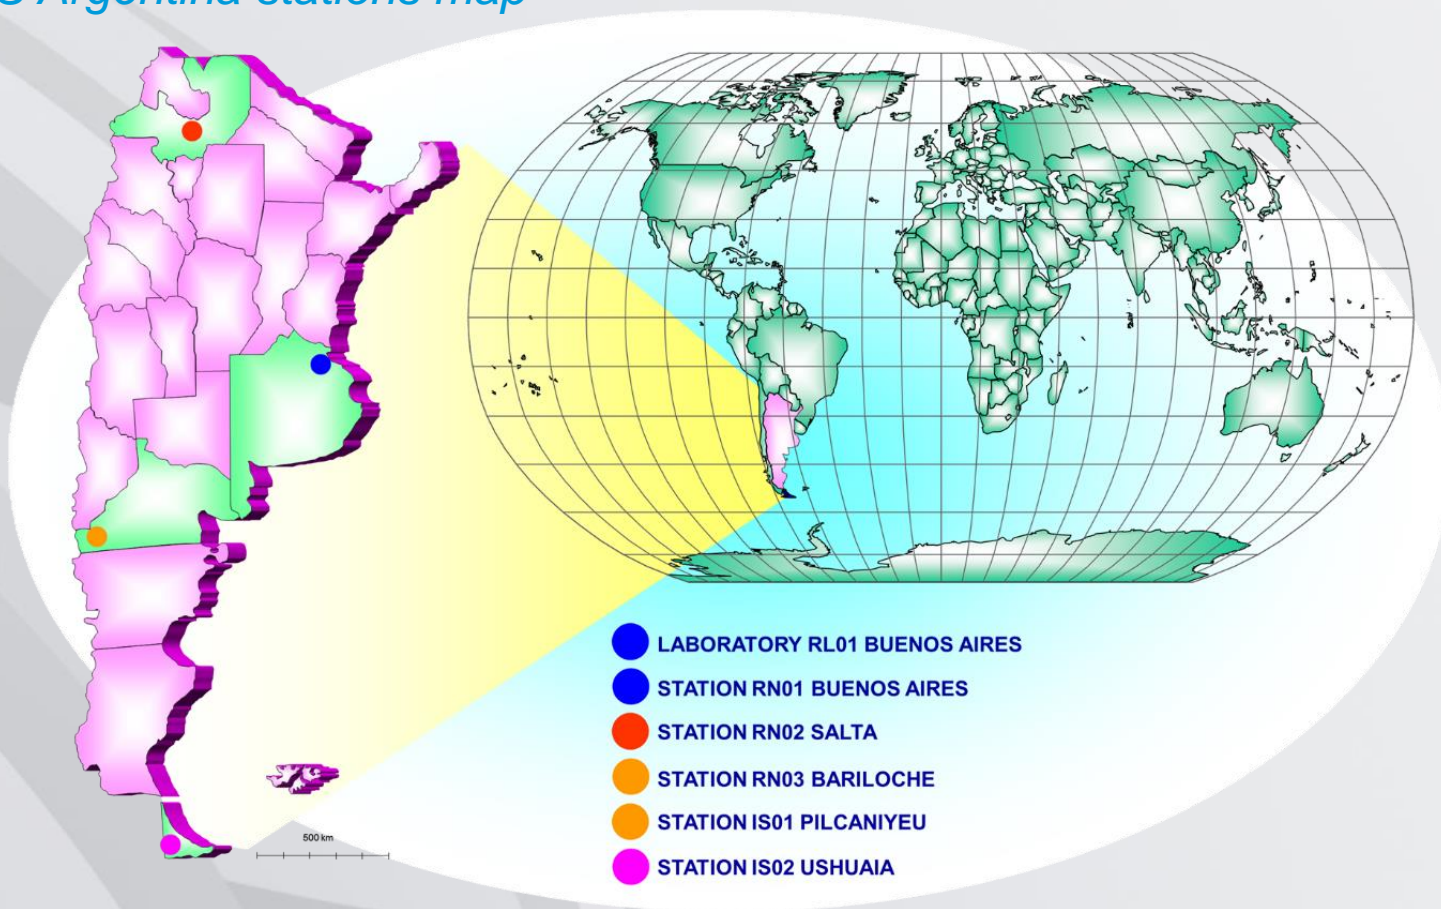 Argentina stations map
500 km
LABORATORY RL01 BUENOS AIRES
STATION RN01 BUENOS AIRES
STATION RN02 SALTA
STATION RN03 BARILOCHE
STATION IS01 PILCANIYEU
STATION IS02 USHUAIA